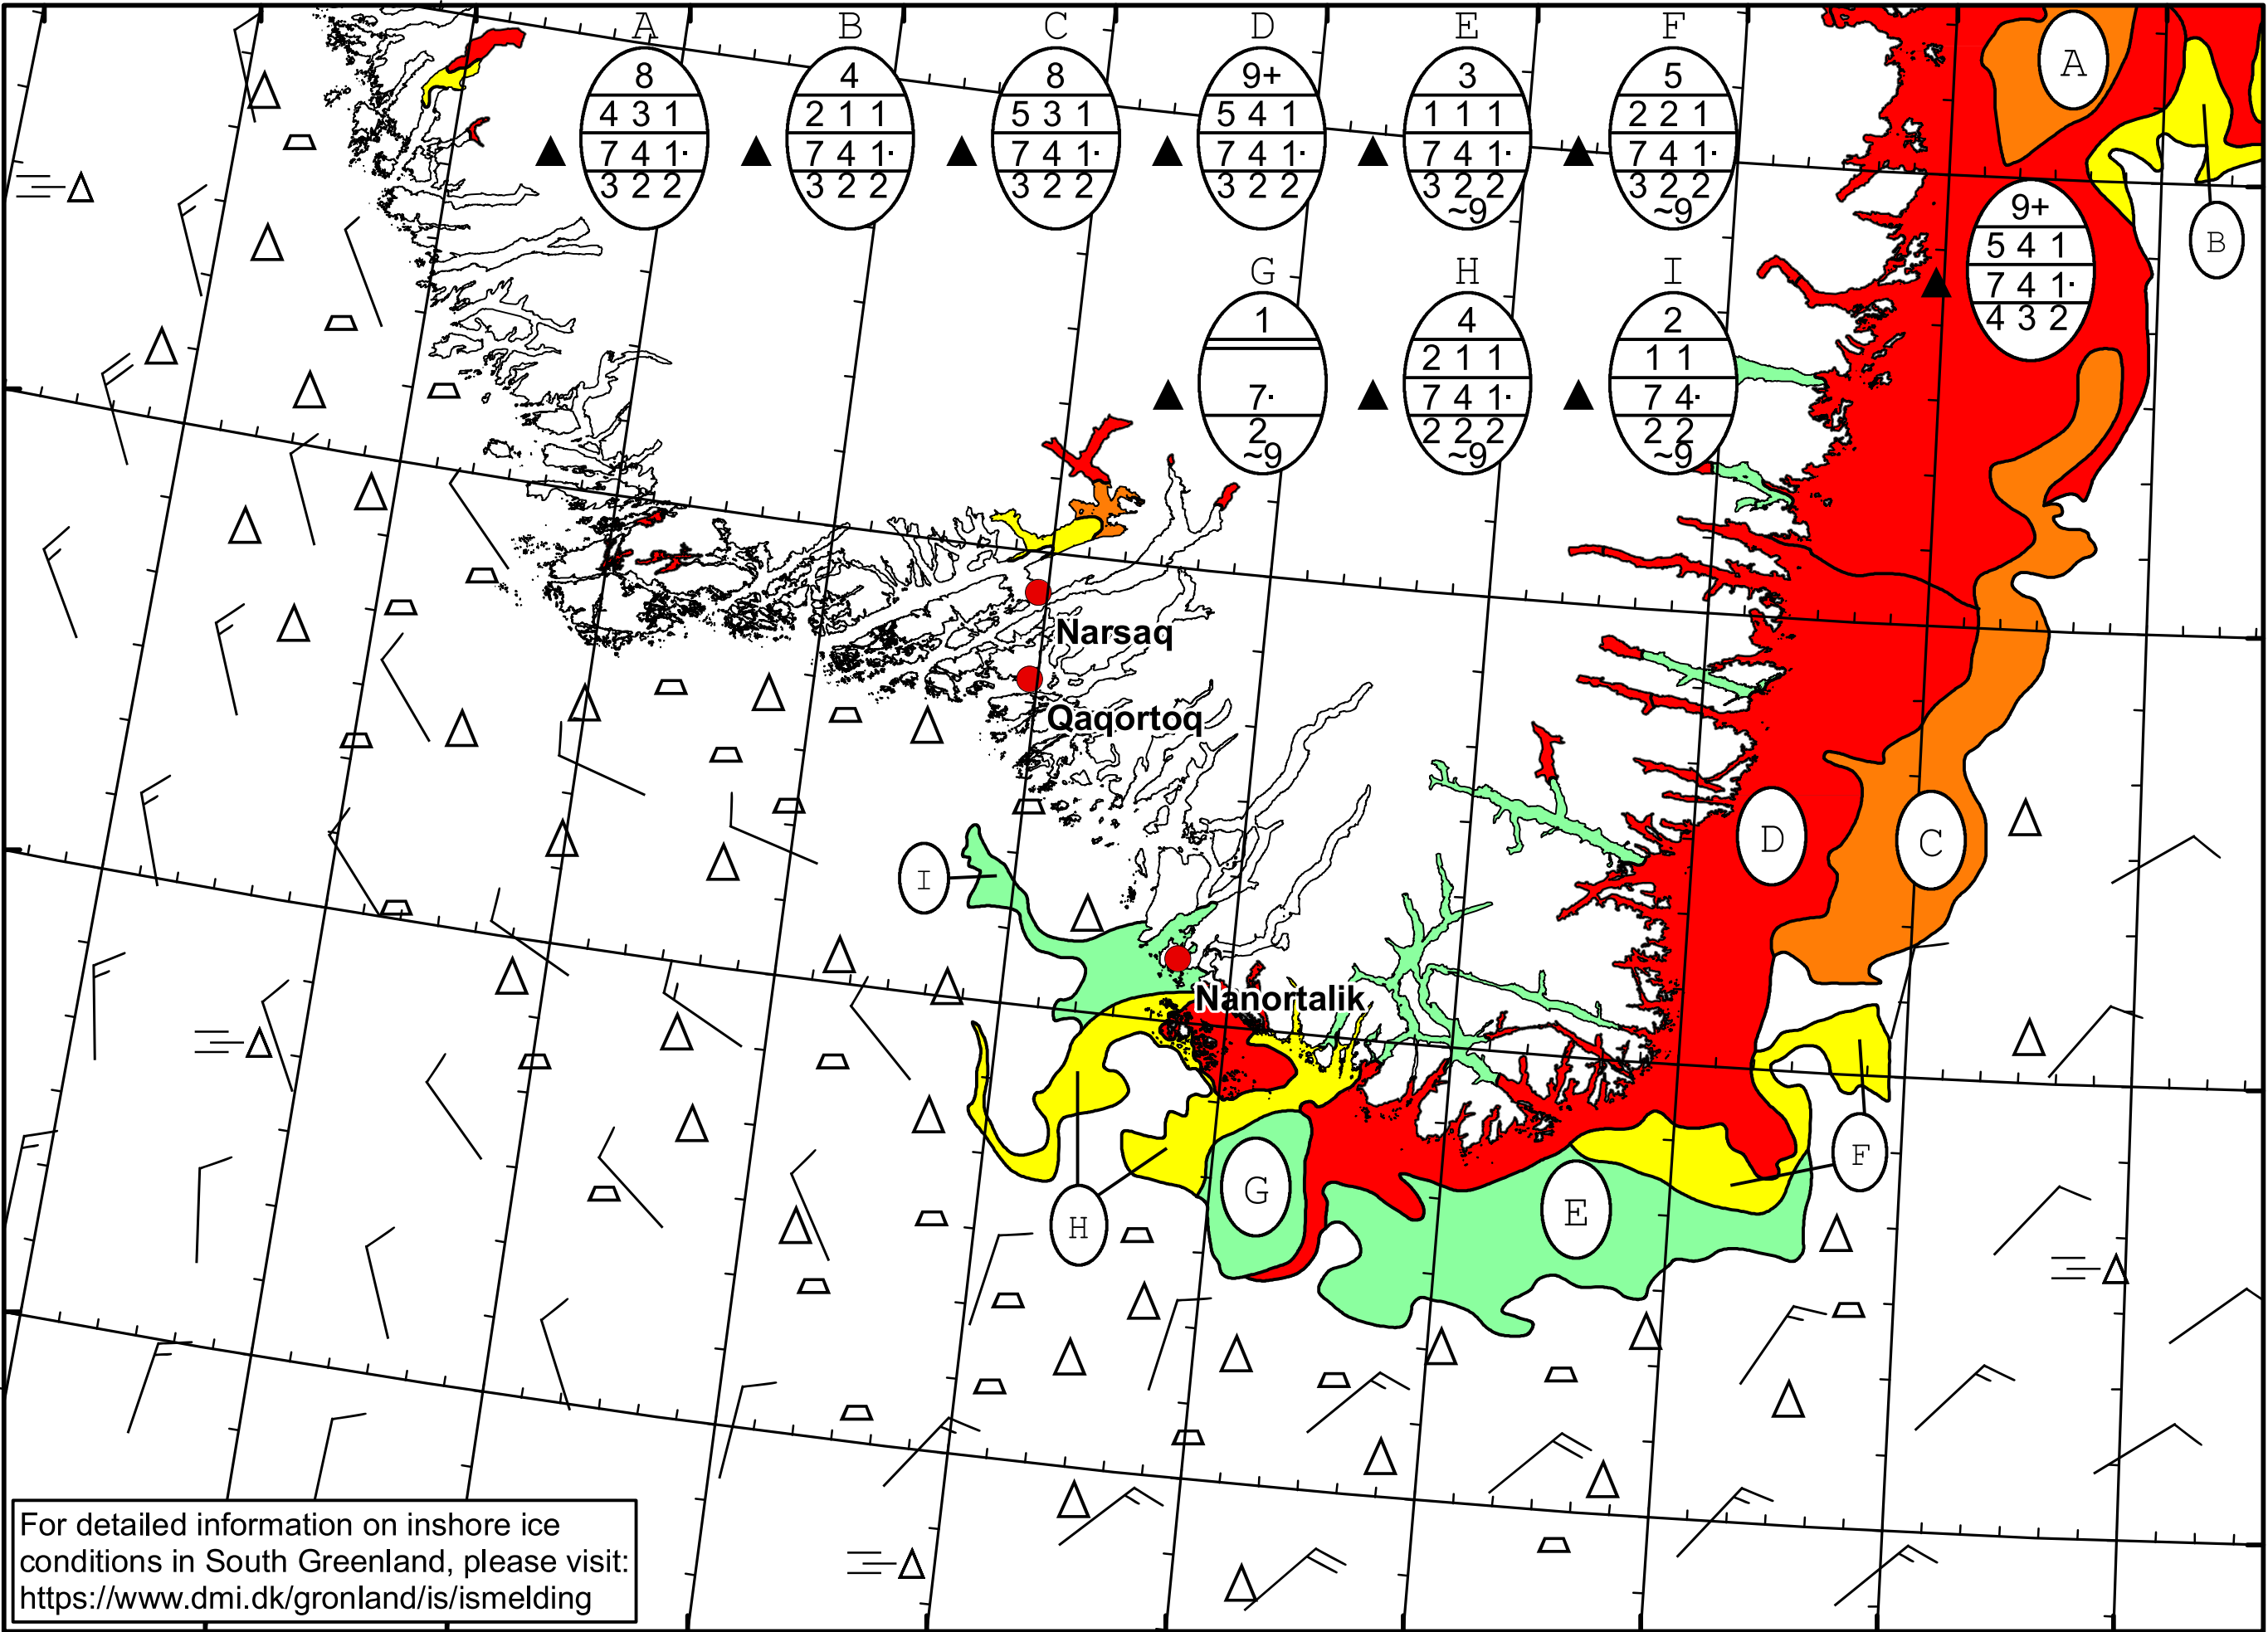 A B C D E F
8 4 8 9+ 3 5
4 3 1 2 1 1 5 3 1 5 4 1 1 1 1 2 2 1
7 4 1· 7 4 1· 7 4 1· 7 4 1· 7 4 1· 7 4 1·
3 2 2 3 2 2 3 2 2 3 2 2 3 2 2 3 2 2
~9 ~9
A
B
9+
5 4 1
7 4 1·
4 3 2
G H I
1 4 2
2 1 1 1 1
7· 7 4 1· 7 4·
2 2 2 2 2 2
~9 ~9 ~9
Narsaq
Qaqortoq
D
C
I
Nanortalik
F
G
E
H
For detailed information on inshore ice
conditions in South Greenland, please visit:
https://www.dmi.dk/gronland/is/ismelding